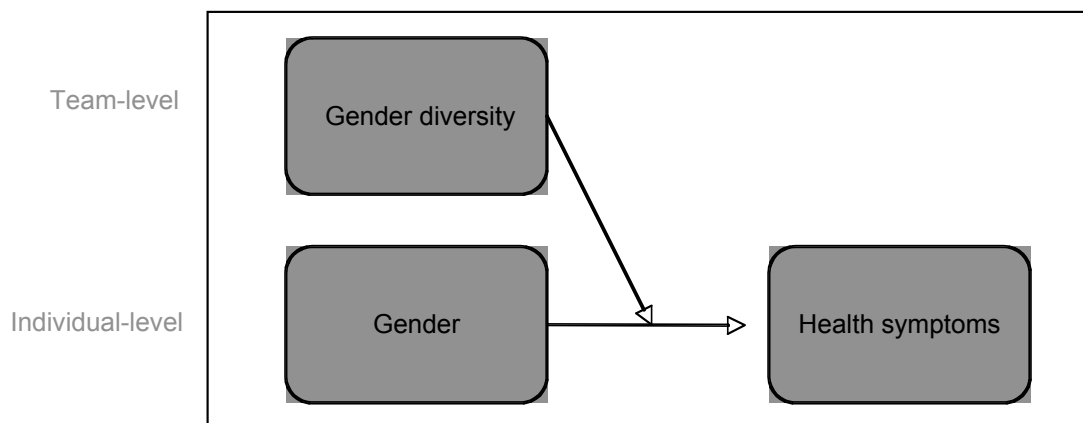 Team-level
Gender diversity
Individual-level
Gender
Health symptoms